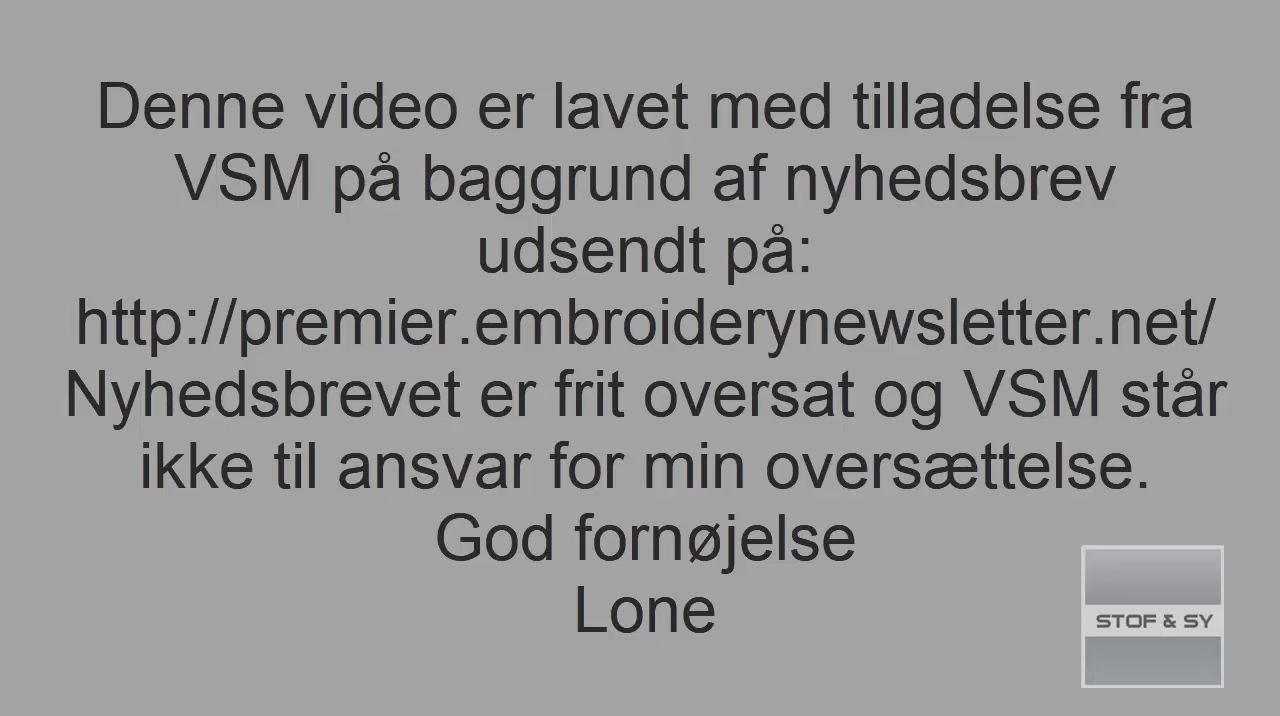 Denne video er lavet med tilladelse fra
VSM på baggrund af nyhedsbrev
udsendt på:
http://premier.embroiderynewsletter.net/
Nyhedsbrevet er frit oversat og VSM står
ikke til ansvar for min oversættelse.
God fornøjelse
Lone
STOF & SY